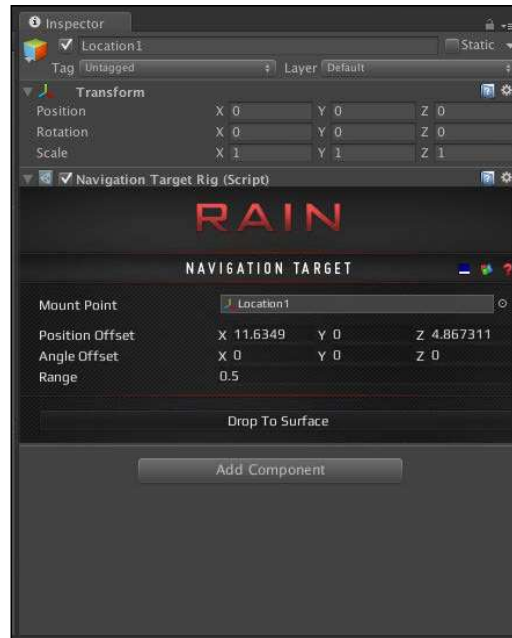 Inspector
Location1 Static
Tag Untagged Layer Default
Transform
Position X 0 Y 0 Z 0
Rotation X 0 Y 0 Z 0
Scale X 1 Y 1 Z 1
Navigation Target Rig (Script)
RAIN
NAVIGATION TARGET ?
Mount Point Location1
Position Offset X 11.6349 Y 0 Z 4.867311
Angle Offset X 0 Y 0 Z 0
Range 0.5
Drop To Surface
Add Component